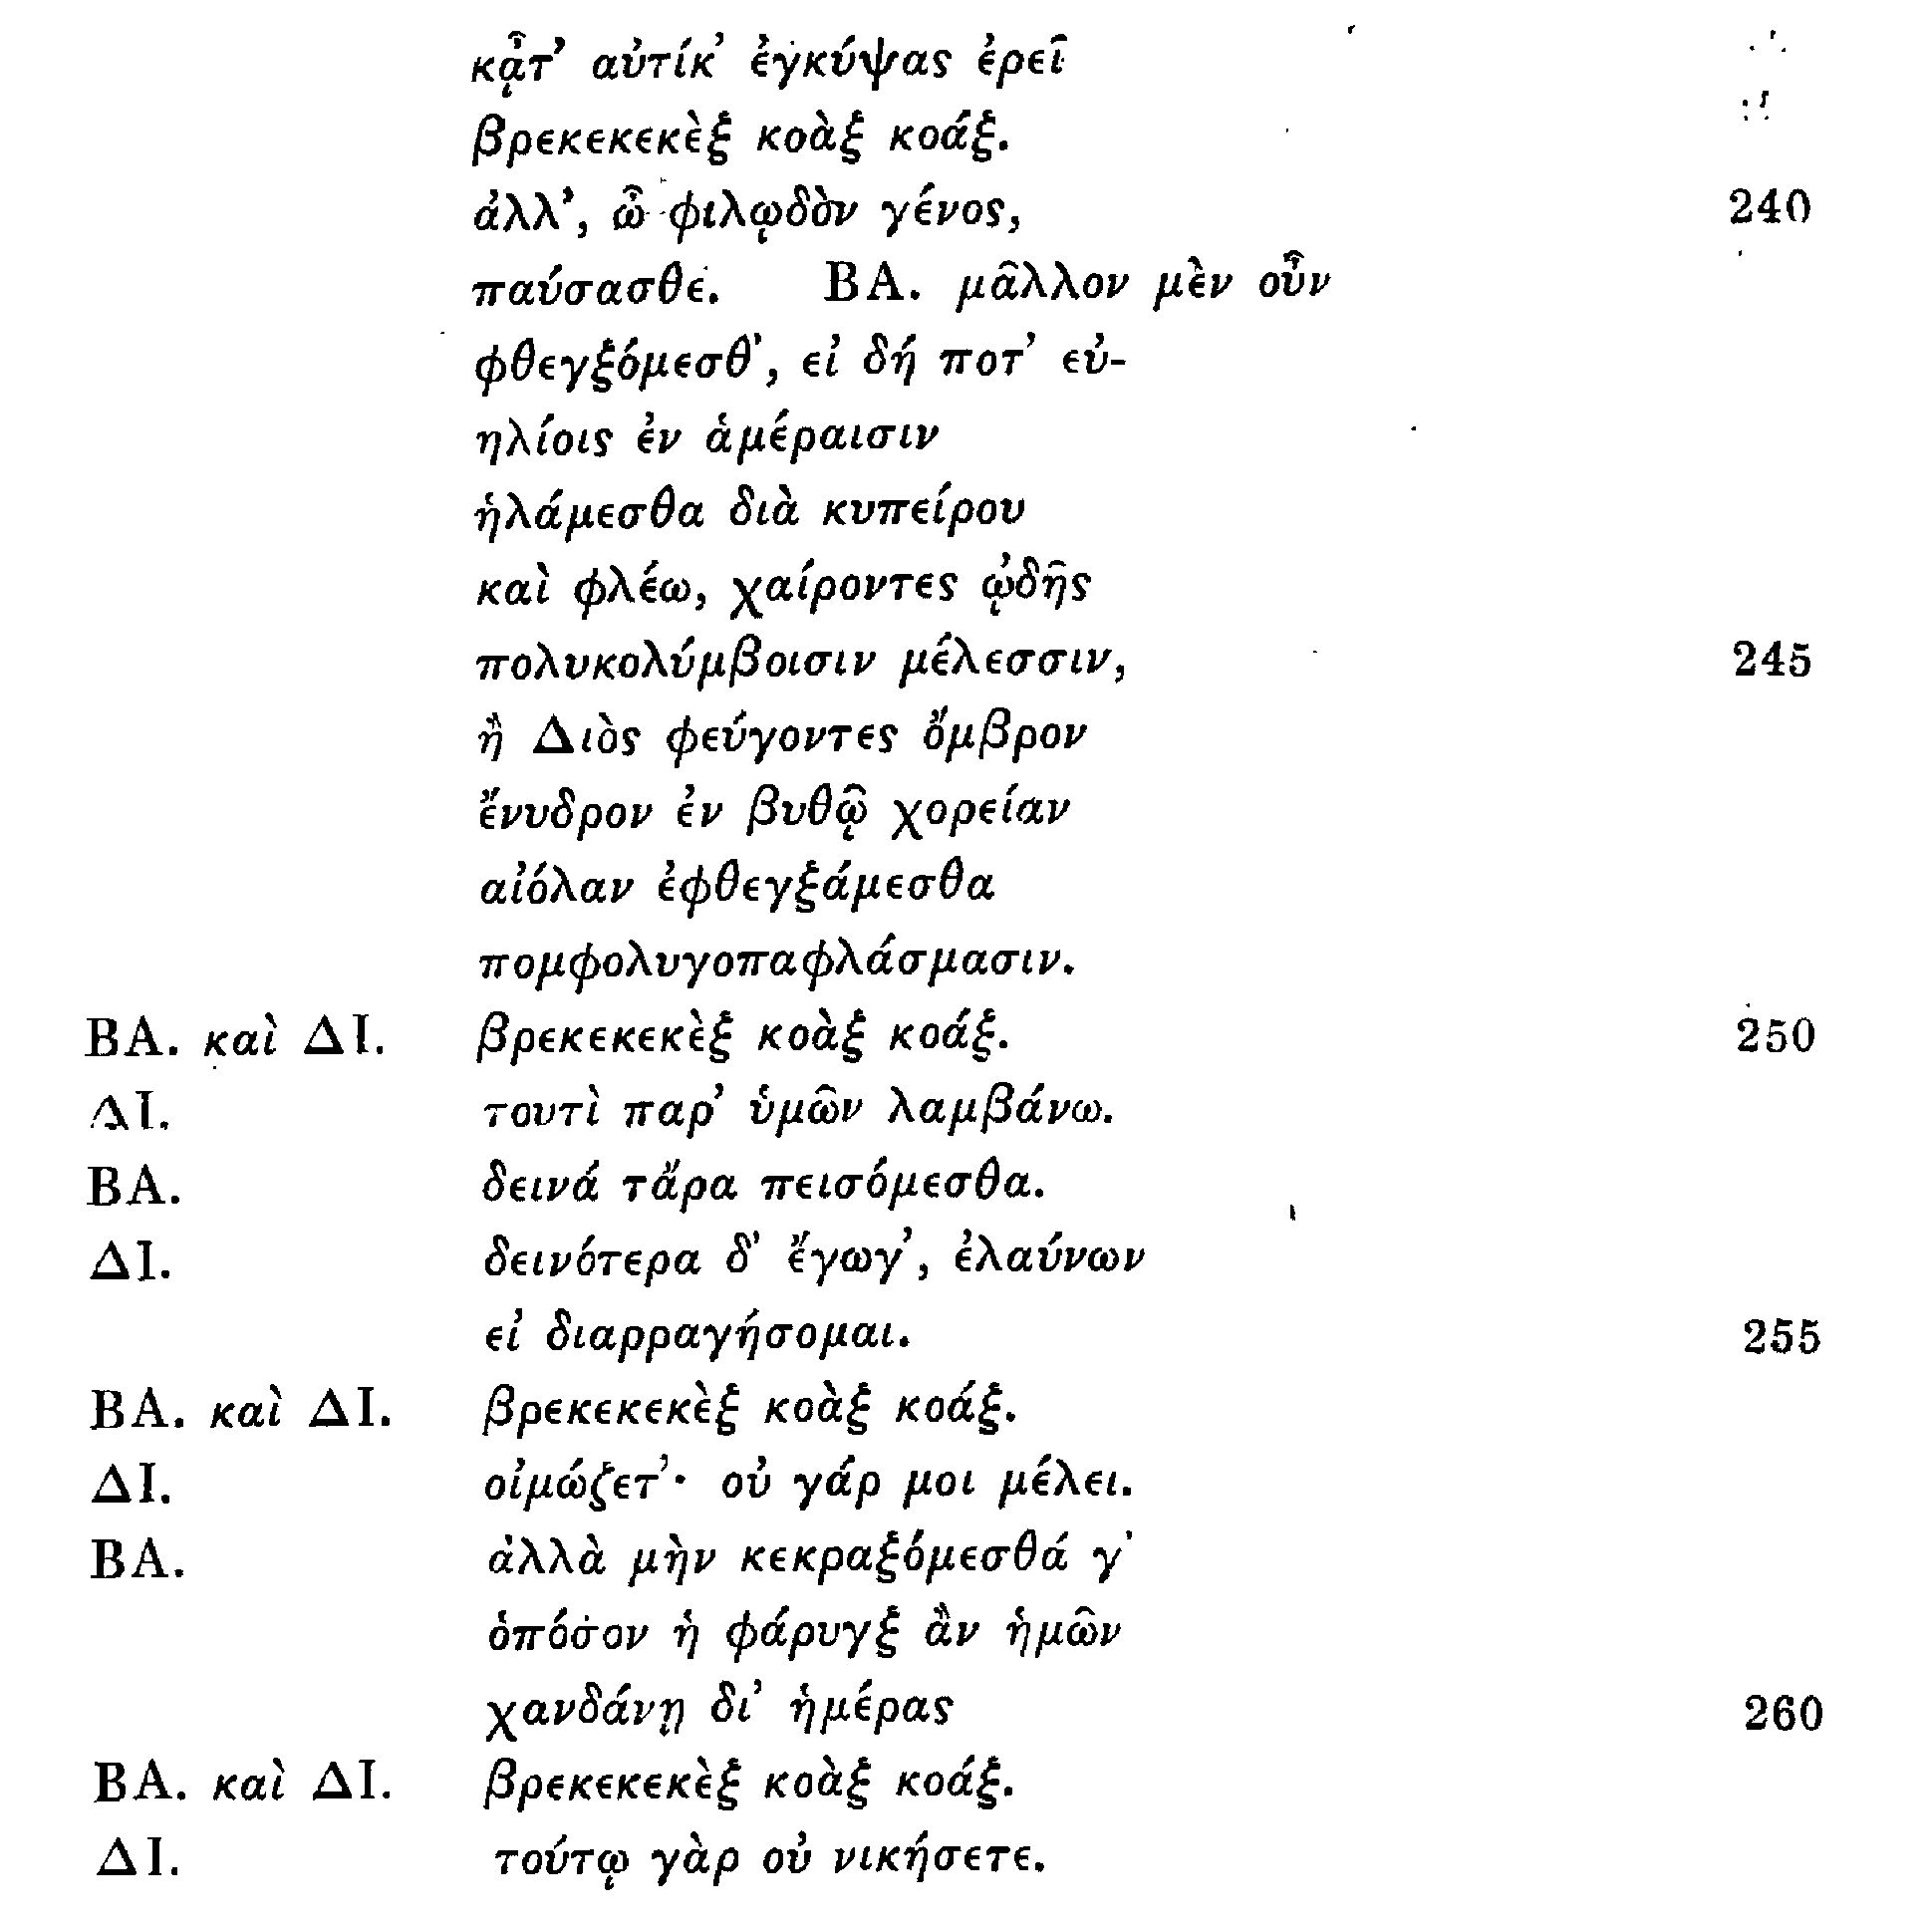 κᾆτ’ αὐτίκ’ ἐγκύψας ἐρεῖ
βρεκεκεκὲξ κοὰξ κοάξ.
ἀλλ’, ὦ φιλῳδὸν γένος, 240
παύσασθε. ΒΑ. μᾶλλον μὲν οὖν
φθεγξόμεσθ’, εἰ δή ποτ’ εὐ-
ηλίοις ἐν ἁμέραισιν
ἡλάμεσθα διὰ κυπείρου
καὶ φλέω, χαίροντες ᾠδῆς
πολυκολύμβοισιν μέλεσσιν, 245
ἢ Διὸς φεύγοντες ὄμβρον
ἔνυδρον ἐν βυθῷ χορείαν
αἰόλαν ἐφθεγξάμεσθα
πομφολυγοπαφλάσμασιν.
ΒΑ. καὶ ΔΙ. βρεκεκεκὲξ κοὰξ κοάξ. 250
ΔΙ. τουτὶ παρ’ ὑμῶν λαμβάνω.
ΒΑ. δεινά τἄρα πεισόμεσθα.
ΔΙ. δεινότερα δ’ ἔγωγ’, ἐλαύνων
εἰ διαρραγήσομαι. 255
ΒΑ. καὶ ΔΙ. βρεκεκεκὲξ κοὰξ κοάξ.
ΔΙ. οἰμώζετ’· οὐ γάρ μοι μέλει.
ΒΑ. ἀλλὰ μὴν κεκραξόμεσθά γ’
ὁπόσον ἡ φάρυγξ ἂν ἡμῶν
χανδάνῃ δι’ ἡμέρας 260
ΒΑ. καὶ ΔΙ. βρεκεκεκὲξ κοὰξ κοάξ.
ΔΙ. τούτῳ γὰρ οὐ νικήσετε.